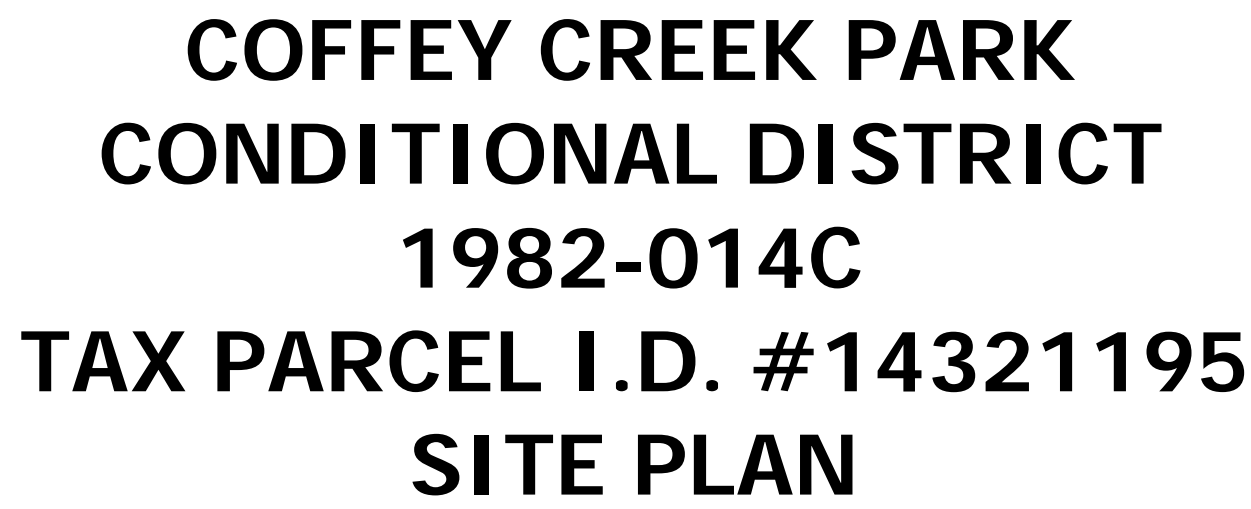 COFFEY CREEK PARK
CONDITIONAL DISTRICT
1982-014C
TAX PARCEL I.D. #14321195
SITE PLAN